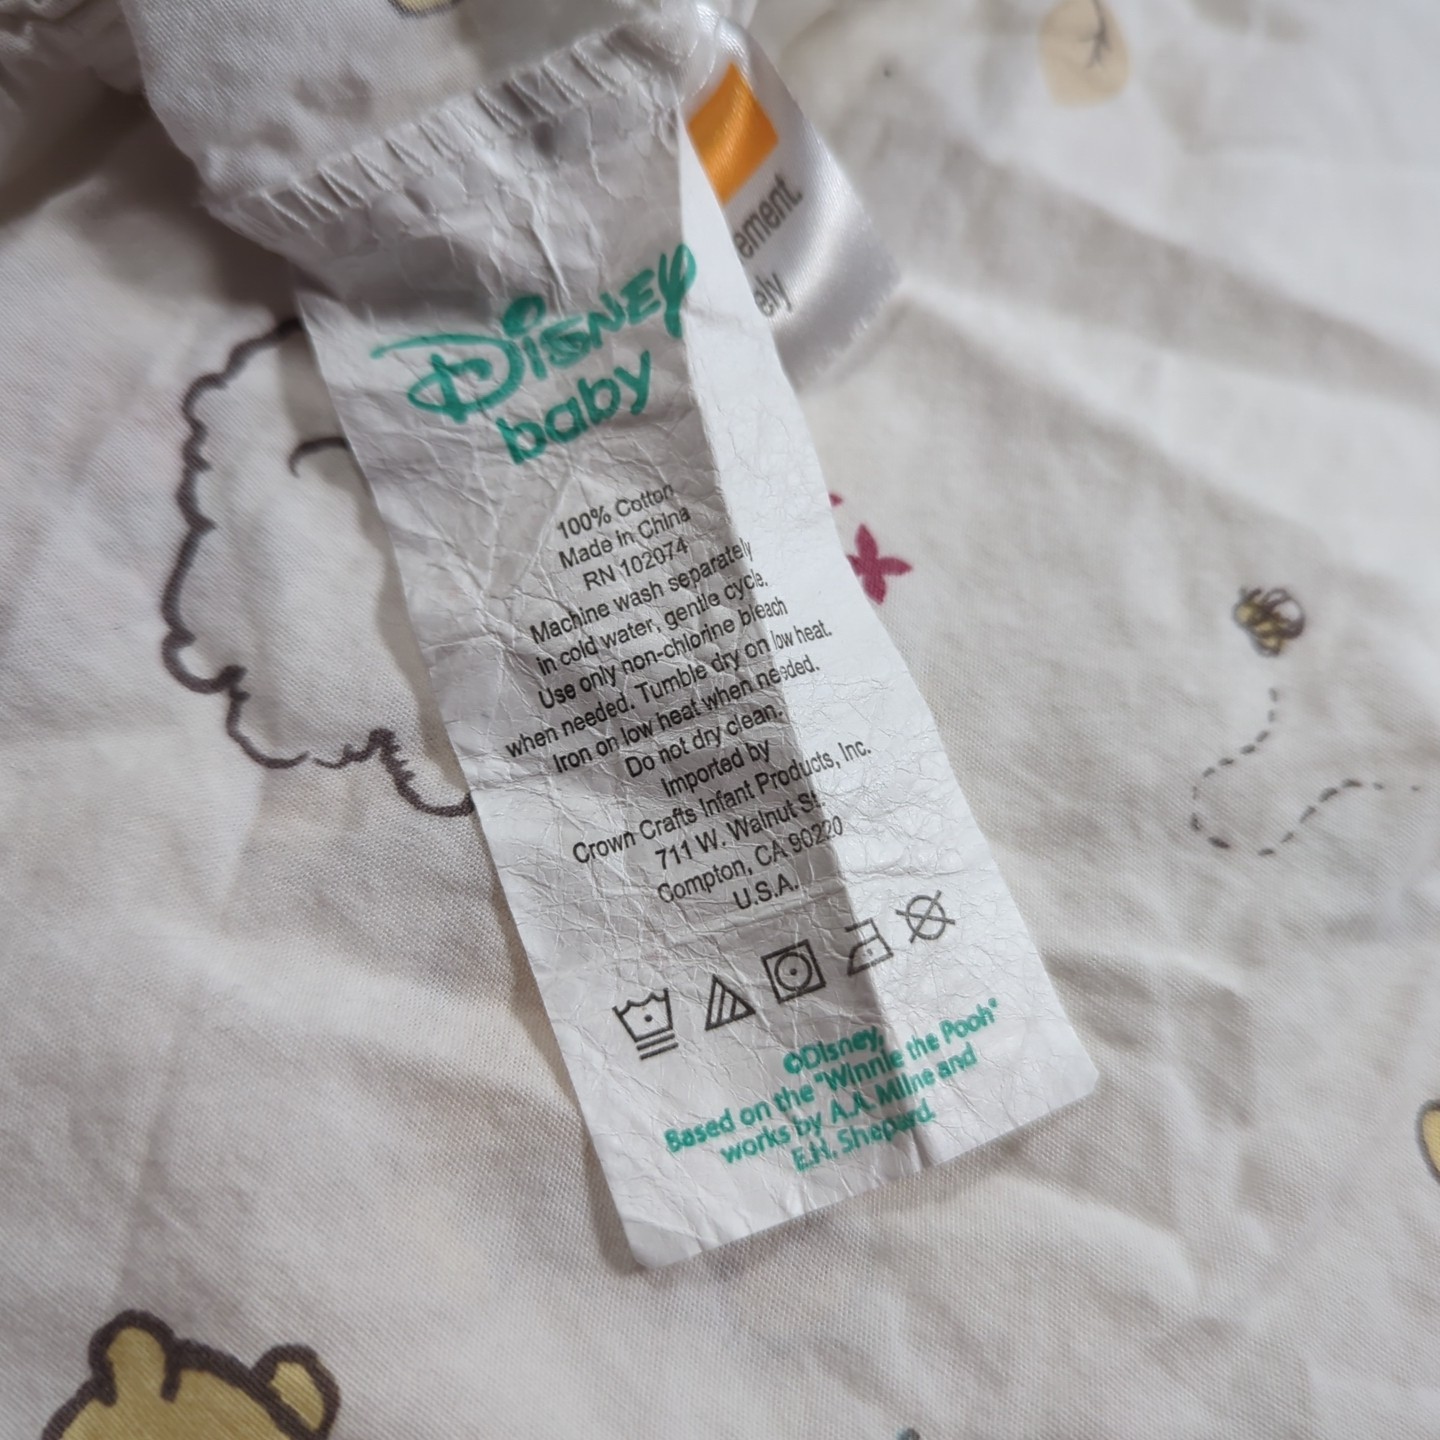 ement.
ely
Disney
baby
100% Cotton
Made in China
RN 102074
Machine wash separately
in cold water, gentle cycle.
Use only non-chlorine bleach
when needed. Tumble dry on low heat.
Iron on low heat when needed.
Do not dry clean.
Imported by
Crown Crafts Infant Products, Inc.
711 W. Walnut St.
Compton, CA 90220
U.S.A.
©Disney,
Based on the "Winnie the Pooh"
works by A.A. Milne and
E.H. Shepard.